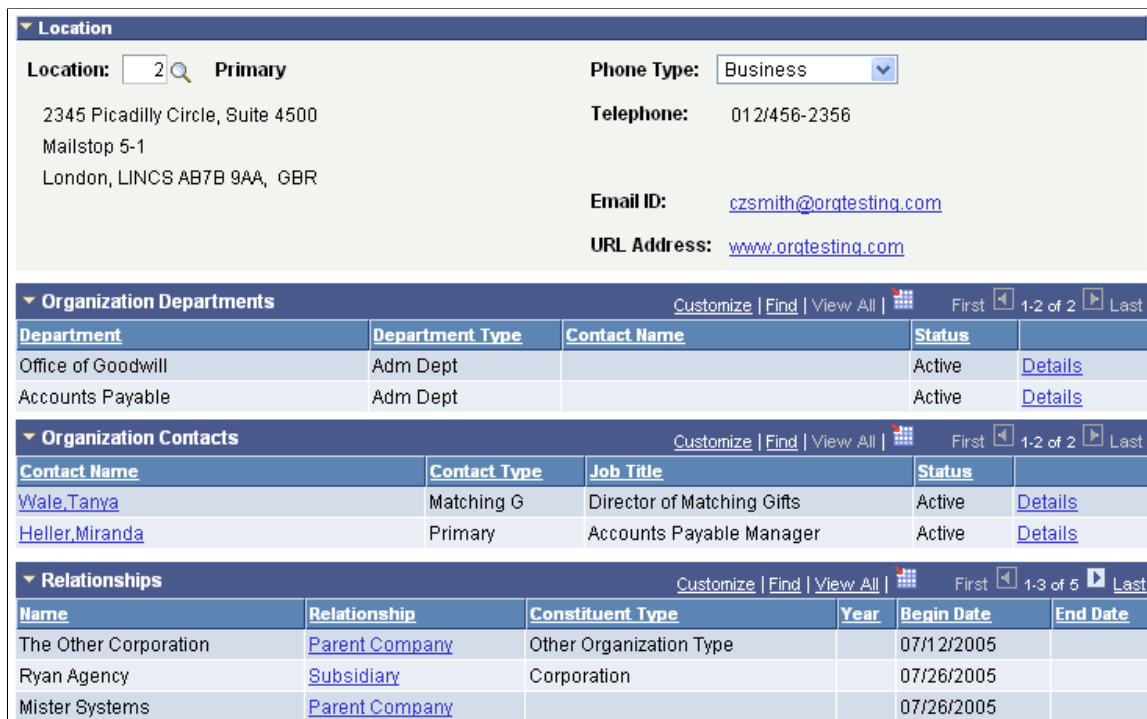 Location
Location: 2 Primary Phone Type: Business
2345 Picadilly Circle, Suite 4500 Telephone: 012/456-2356
Mailstop 5-1
London, LINCS AB7B 9AA, GBR
Email ID: czsmith@orgtesting.com
URL Address: www.orgtesting.com
Organization Departments Customize | Find | View All | First 1-2 of 2 Last
Department Department Type Contact Name Status
Office of Goodwill Adm Dept Active Details
Accounts Payable Adm Dept Active Details
Organization Contacts Customize | Find | View All | First 1-2 of 2 Last
Contact Name Contact Type Job Title Status
Wale,Tanya Matching G Director of Matching Gifts Active Details
Heller,Miranda Primary Accounts Payable Manager Active Details
Relationships Customize | Find | View All | First 1-3 of 5 Last
Name Relationship Constituent Type Year Begin Date End Date
The Other Corporation Parent Company Other Organization Type 07/12/2005
Ryan Agency Subsidiary Corporation 07/26/2005
Mister Systems Parent Company 07/26/2005